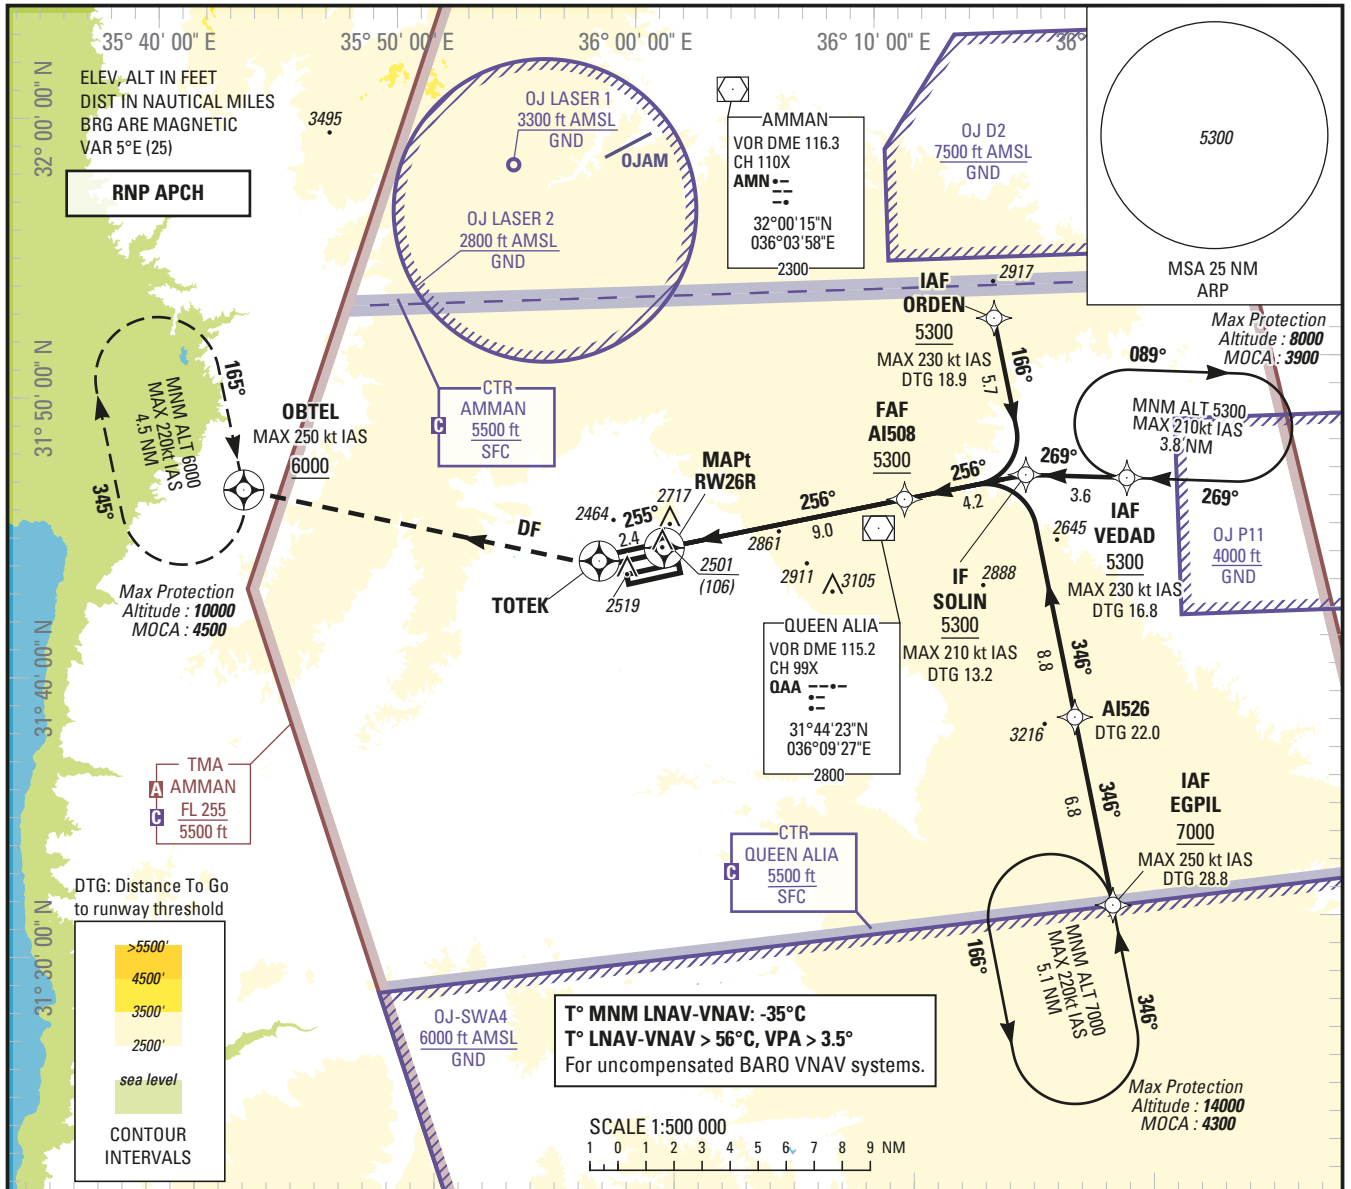 35° 40' 00" E
35° 50' 00" E
36° 00' 00" E
36° 10' 00" E
36°
32° 00' 00" N
31° 50' 00" N
31° 40' 00" N
31° 30' 00" N
ELEV, ALT IN FEET
DIST IN NAUTICAL MILES
BRG ARE MAGNETIC
VAR 5°E (25)
RNP APCH
3495
OJ LASER 1
3300 ft AMSL
GND
OJAM
OJ LASER 2
2800 ft AMSL
GND
AMMAN
VOR DME 116.3
CH 110X
AMN
32°00'15"N
036°03'58"E
2300
OJ D2
7500 ft AMSL
GND
5300
MSA 25 NM
ARP
2917
IAF
ORDEN
5300
MAX 230 kt IAS
DTG 18.9
166°
5.7
Max Protection
Altitude : 8000
MOCA : 3900
089°
MNM ALT 5300
MAX 210kt IAS
3.8 NM
269°
269°
3.6
IAF
VEDAD
5300
MAX 230 kt IAS
DTG 16.8
OJ P11
4000 ft
GND
165°
MNM ALT 6000
MAX 220kt IAS
4.5 NM
345°
OBTEL
MAX 250 kt IAS
6000
Max Protection
Altitude : 10000
MOCA : 4500
CTR
AMMAN
5500 ft
SFC
C
FAF
AI508
5300
MAPt
RW26R
256°
4.2
256°
9.0
2717
2464
255°
2.4
2501
(106)
2519
TOTEK
DF
2861
2911
3105
2645
2888
IF
SOLIN
5300
MAX 210 kt IAS
DTG 13.2
QUEEN ALIA
VOR DME 115.2
CH 99X
QAA
31°44'23"N
036°09'27"E
2800
346°
8.8
AI526
DTG 22.0
3216
346°
6.8
IAF
EGPIL
7000
MAX 250 kt IAS
DTG 28.8
TMA
AMMAN
FL 255
5500 ft
A
C
CTR
QUEEN ALIA
5500 ft
SFC
C
166°
MNM ALT 7000
MAX 220kt IAS
5.1 NM
346°
Max Protection
Altitude : 14000
MOCA : 4300
DTG: Distance To Go
to runway threshold
>5500'
4500'
3500'
2500'
sea level
CONTOUR
INTERVALS
OJ-SWA4
6000 ft AMSL
GND
T° MNM LNAV-VNAV: -35°C
T° LNAV-VNAV > 56°C, VPA > 3.5°
For uncompensated BARO VNAV systems.
SCALE 1:500 000
1 0 1 2 3 4 5 6 7 8 9 NM